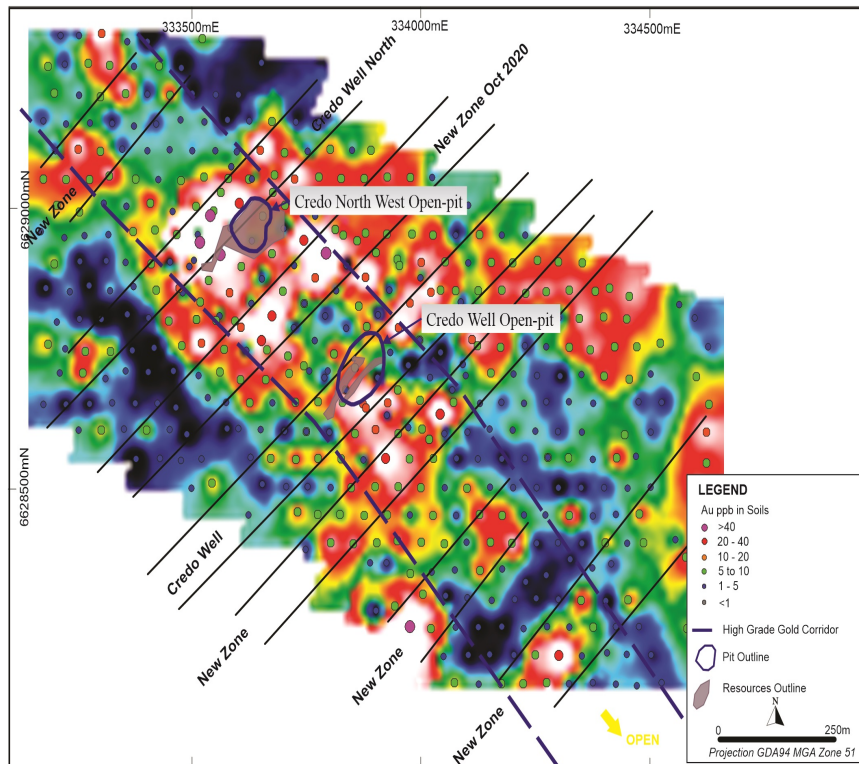 333500mE
334000mE
334500mE
Credo Well North
New Zone Oct 2020
New Zone
6629000mN
Credo North West Open-pit
Credo Well Open-pit
6628500mN
Credo Well
New Zone
New Zone
New Zone
OPEN
LEGEND
Au ppb in Soils
>40
20 - 40
10 - 20
5 to 10
1 - 5
<1
High Grade Gold Corridor
Pit Outline
Resources Outline
N
0
250m
Projection GDA94 MGA Zone 51